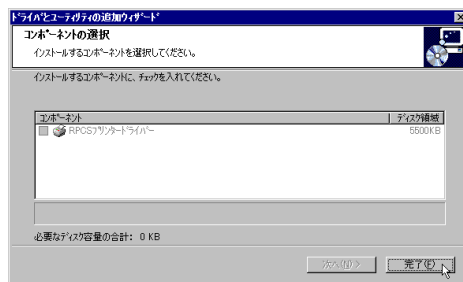 ドライバとユーティリティの追加ウィザード
コンポーネントの選択
インストールするコンポーネントを選択してください。
インストールするコンポーネントに、チェックを入れてください。
コンポーネント ディスク領域
RPCSプリンタードライバー 5500KB
必要なディスク容量の合計: 0 KB
次へ(N) > 完了(F)